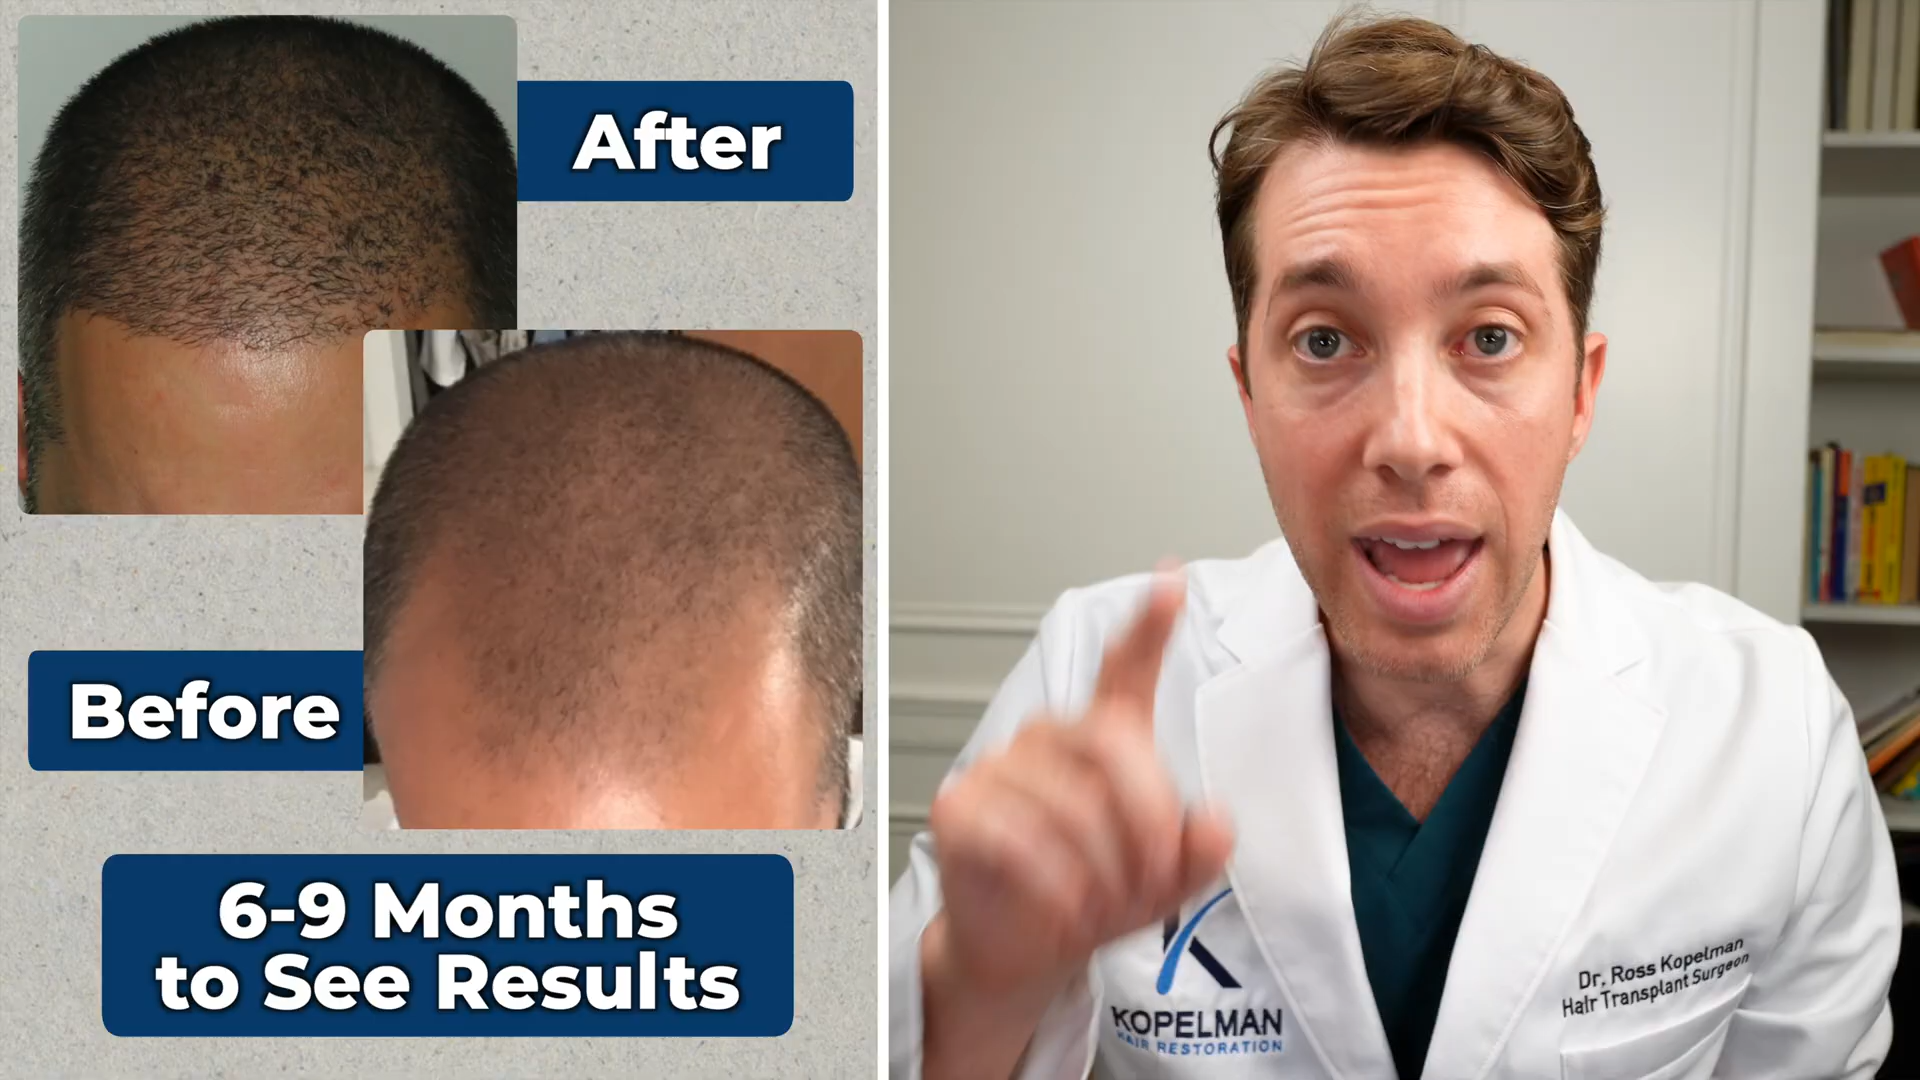 After
Before
6-9 Months
to See Results
KOPELMAN
HAIR RESTORATION
Dr. Ross Kopelman
Hair Transplant Surgeon